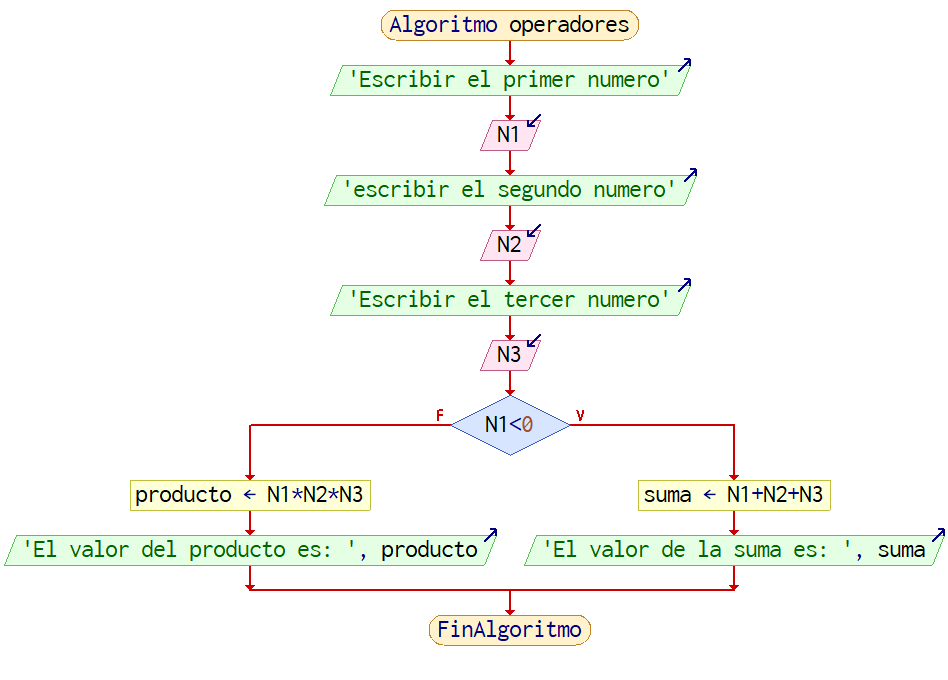 Algoritmo operadores
'Escribir el primer numero'
N1
'escribir el segundo numero'
N2
'Escribir el tercer numero'
N3
F
N1<0
V
producto ← N1*N2*N3
suma ← N1+N2+N3
'El valor del producto es: ', producto
'El valor de la suma es: ', suma
FinAlgoritmo